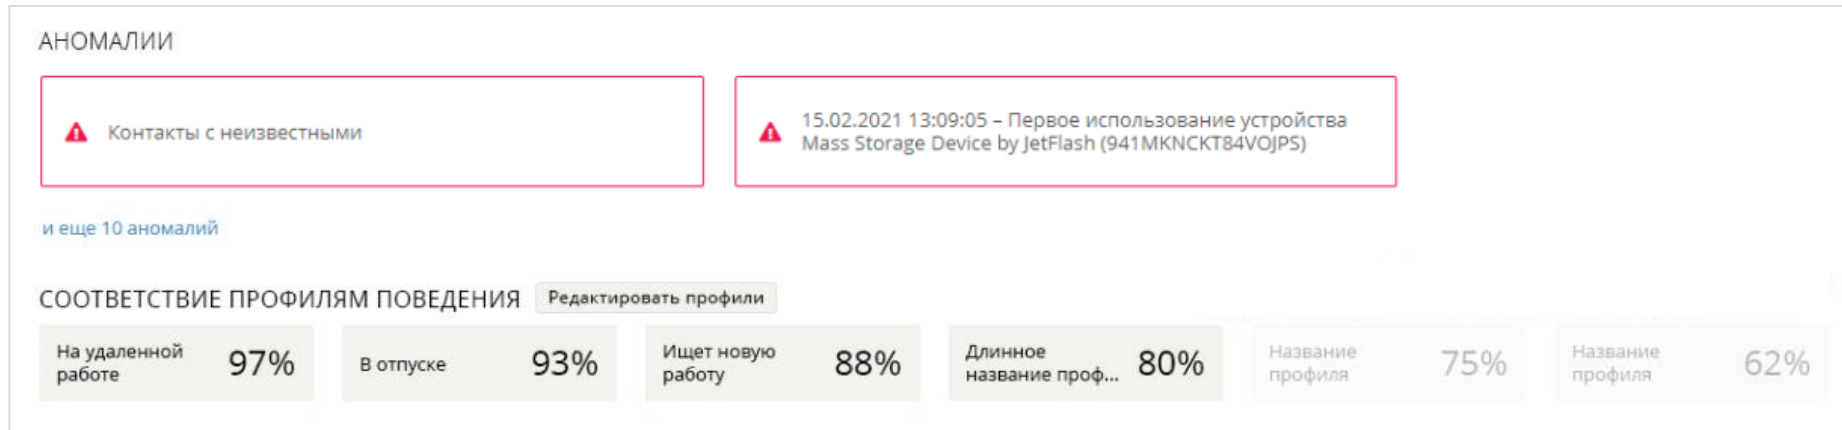 АНОМАЛИИ
Контакты с неизвестными
15.02.2021 13:09:05 – Первое использование устройства
Mass Storage Device by JetFlash (941MKNCKT84VOJPS)
и еще 10 аномалий
СООТВЕТСТВИЕ ПРОФИЛЯМ ПОВЕДЕНИЯ
Редактировать профили
На удаленной
работе
97%
В отпуске
93%
Ищет новую
работу
88%
Длинное
название проф...
80%
Название
профиля
75%
Название
профиля
62%